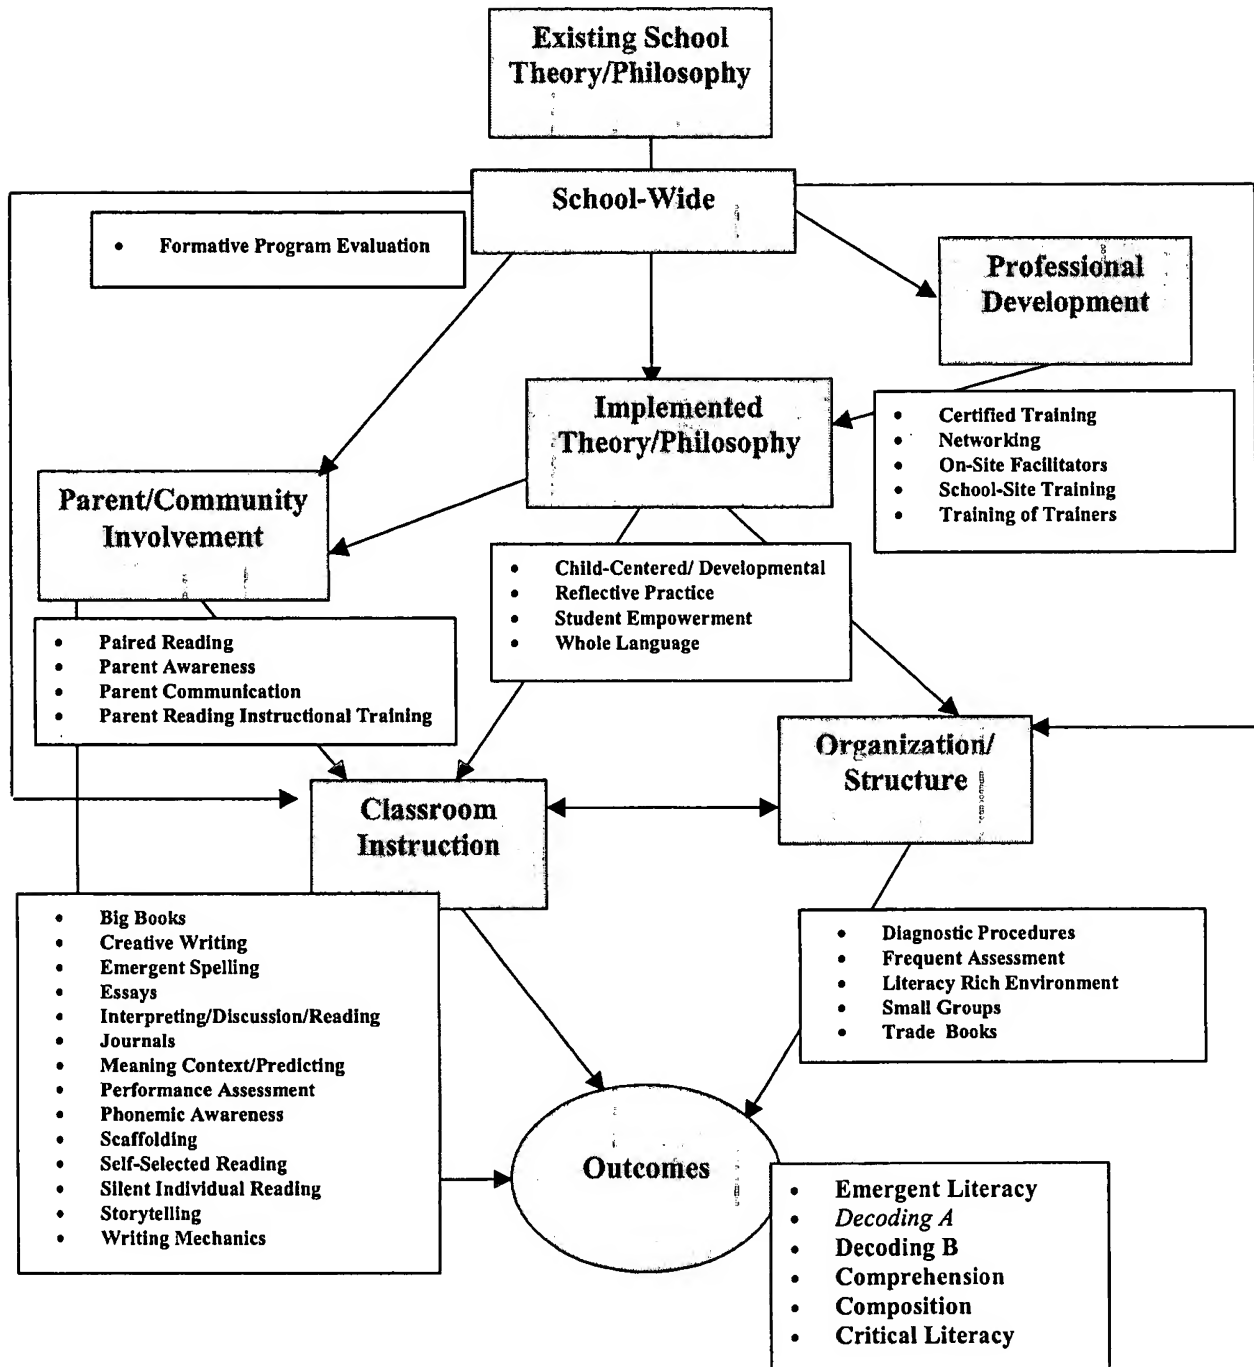 Existing School
Theory/Philosophy
School-Wide
• Formative Program Evaluation
Professional
Development
Implemented
Theory/Philosophy
• Certified Training
• Networking
• On-Site Facilitators
• School-Site Training
• Training of Trainers
Parent/Community
Involvement
• Child-Centered/ Developmental
• Reflective Practice
• Student Empowerment
• Whole Language
• Paired Reading
• Parent Awareness
• Parent Communication
• Parent Reading Instructional Training
Organization/
Structure
Classroom
Instruction
• Big Books
• Creative Writing
• Emergent Spelling
• Essays
• Interpreting/Discussion/Reading
• Journals
• Meaning Context/Predicting
• Performance Assessment
• Phonemic Awareness
• Scaffolding
• Self-Selected Reading
• Silent Individual Reading
• Storytelling
• Writing Mechanics
• Diagnostic Procedures
• Frequent Assessment
• Literacy Rich Environment
• Small Groups
• Trade Books
Outcomes
• Emergent Literacy
• Decoding A
• Decoding B
• Comprehension
• Composition
• Critical Literacy